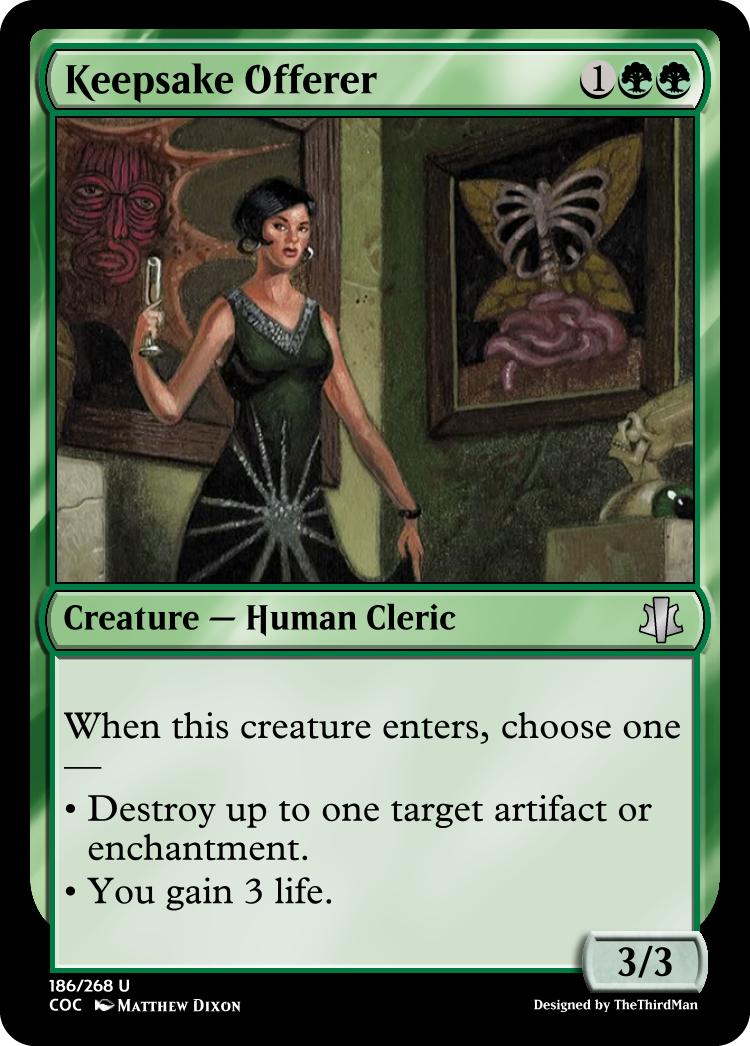 Keepsake Offerer 1
Creature — Human Cleric
When this creature enters, choose one
—
• Destroy up to one target artifact or
enchantment.
• You gain 3 life.
3/3
186/268 U
COC Matthew Dixon
Designed by TheThirdMan